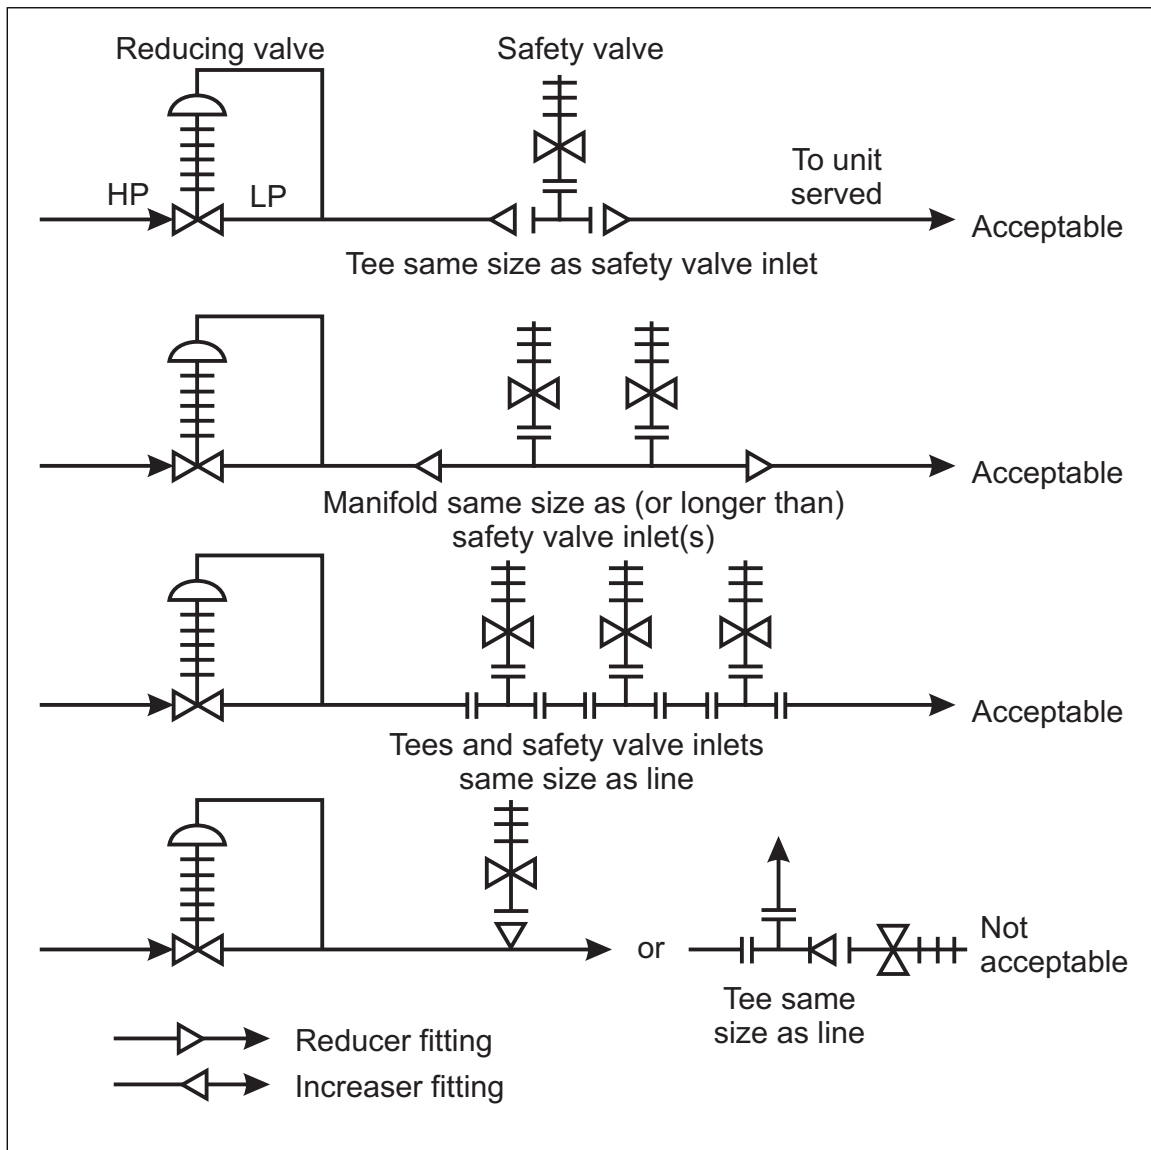 Reducing valve
Safety valve
HP
LP
To unit
served
Acceptable
Tee same size as safety valve inlet
Acceptable
Manifold same size as (or longer than)
safety valve inlet(s)
Acceptable
Tees and safety valve inlets
same size as line
or
Not
acceptable
Tee same
size as line
Reducer fitting
Increaser fitting